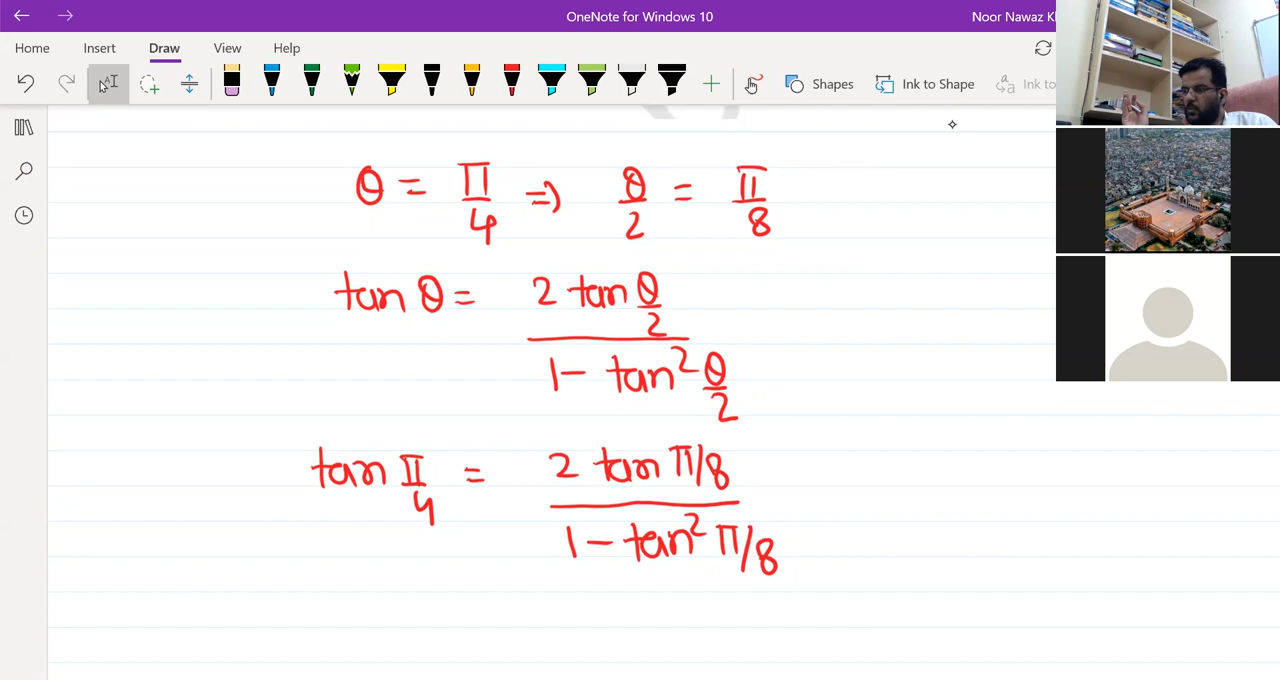 OneNote for Windows 10
Noor Nawaz Kh
Home Insert Draw View Help
Shapes Ink to Shape Ink to
θ = π/4 ⇒ θ/2 = π/8
tan θ = 2 tan θ/2 / 1 - tan² θ/2
tan π/4 = 2 tan π/8 / 1 - tan² π/8